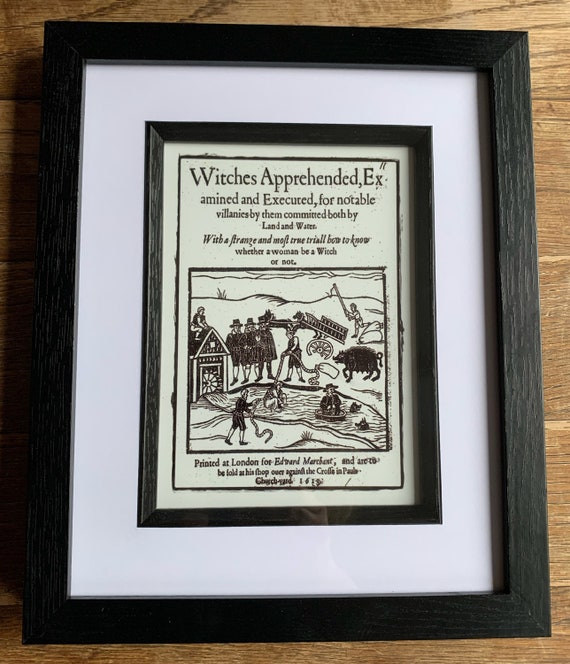 Witches Apprehended, Ex"
amined and Executed, for notable
villanies by them committed both by
Land and Water.
With a ſtrange and moſt true triall how to know
whether a woman be a Witch
or not.
Printed at London for Edward Marchant, and are to
be ſold at his ſhop ouer againſt the Croſſe in Pauls
Church-yard. 1613.